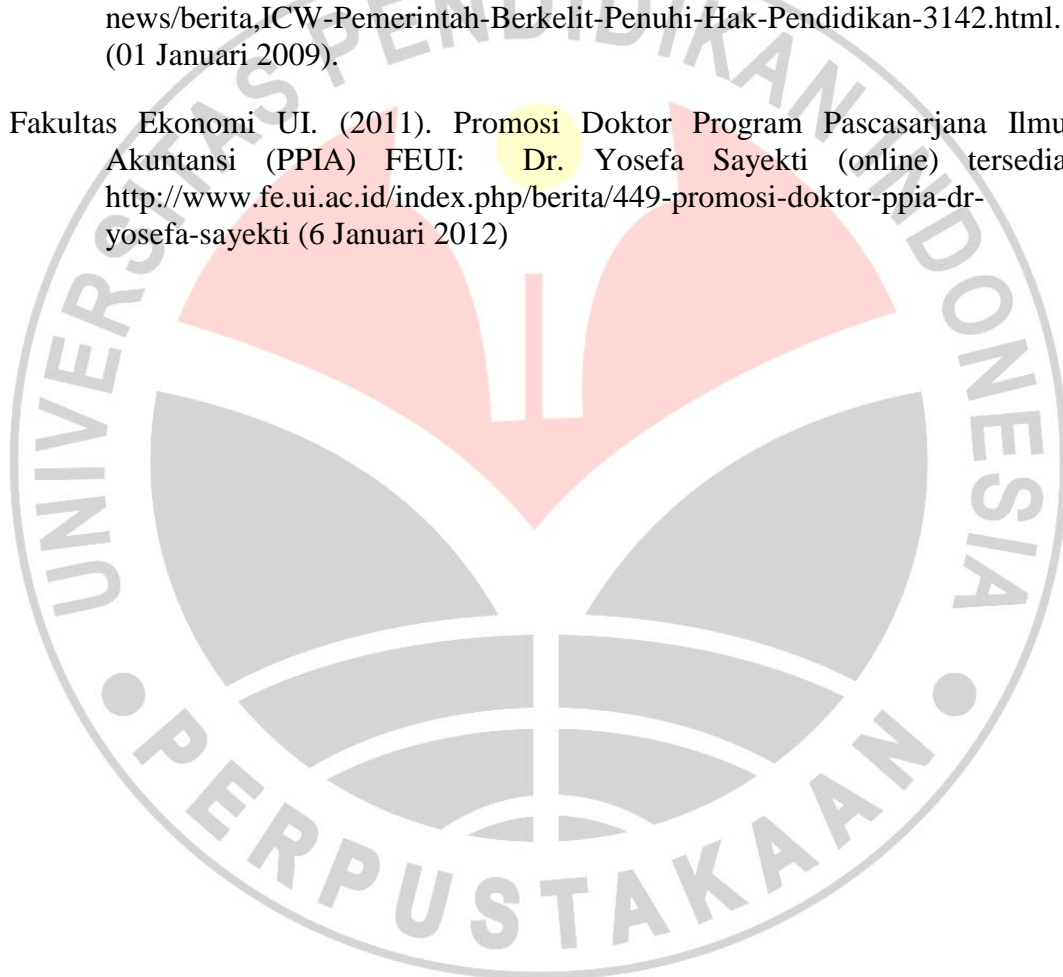 news/berita,ICW-Pemerintah-Berkelit-Penuhi-Hak-Pendidikan-3142.html.
(01 Januari 2009).
Fakultas Ekonomi UI. (2011). Promosi Doktor Program Pascasarjana Ilmu
Akuntansi (PPIA) FEUI: Dr. Yosefa Sayekti (online) tersedia
http://www.fe.ui.ac.id/index.php/berita/449-promosi-doktor-ppia-dr-
yosefa-sayekti (6 Januari 2012)
UNIVERSITAS PENDIDIKAN INDONESIA
PERPUSTAKAAN